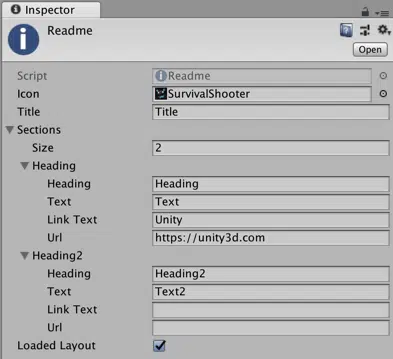 Inspector
Readme
Open
Script Readme
Icon SurvivalShooter
Title Title
Sections
Size 2
Heading
Heading Heading
Text Text
Link Text Unity
Url https://unity3d.com
Heading2
Heading Heading2
Text Text2
Link Text
Url
Loaded Layout